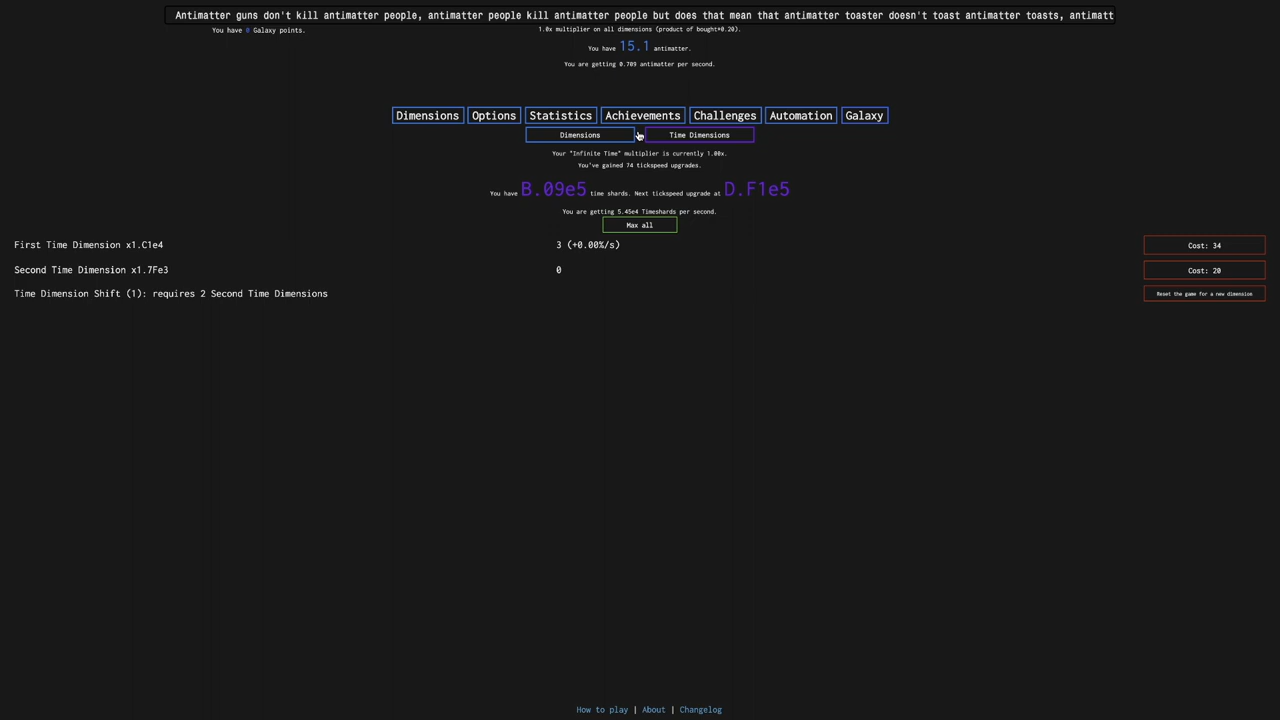 Antimatter guns don't kill antimatter people, antimatter people kill antimatter people but does that mean that antimatter toaster doesn't toast antimatter toasts, antimatt
You have 0 Galaxy points.
1.0x multiplier on all dimensions (product of bought*0.20).
You have 15.1 antimatter.
You are getting 0.709 antimatter per second.
Dimensions Options Statistics Achievements Challenges Automation Galaxy
Dimensions Time Dimensions
Your "Infinite Time" multiplier is currently 1.00x.
You've gained 74 tickspeed upgrades.
You have B.09e5 time shards. Next tickspeed upgrade at D.F1e5
You are getting 5.45e4 Timeshards per second.
Max all
First Time Dimension x1.C1e4 3 (+0.00%/s) Cost: 34
Second Time Dimension x1.7Fe3 0 Cost: 20
Time Dimension Shift (1): requires 2 Second Time Dimensions Reset the game for a new dimension
How to play | About | Changelog